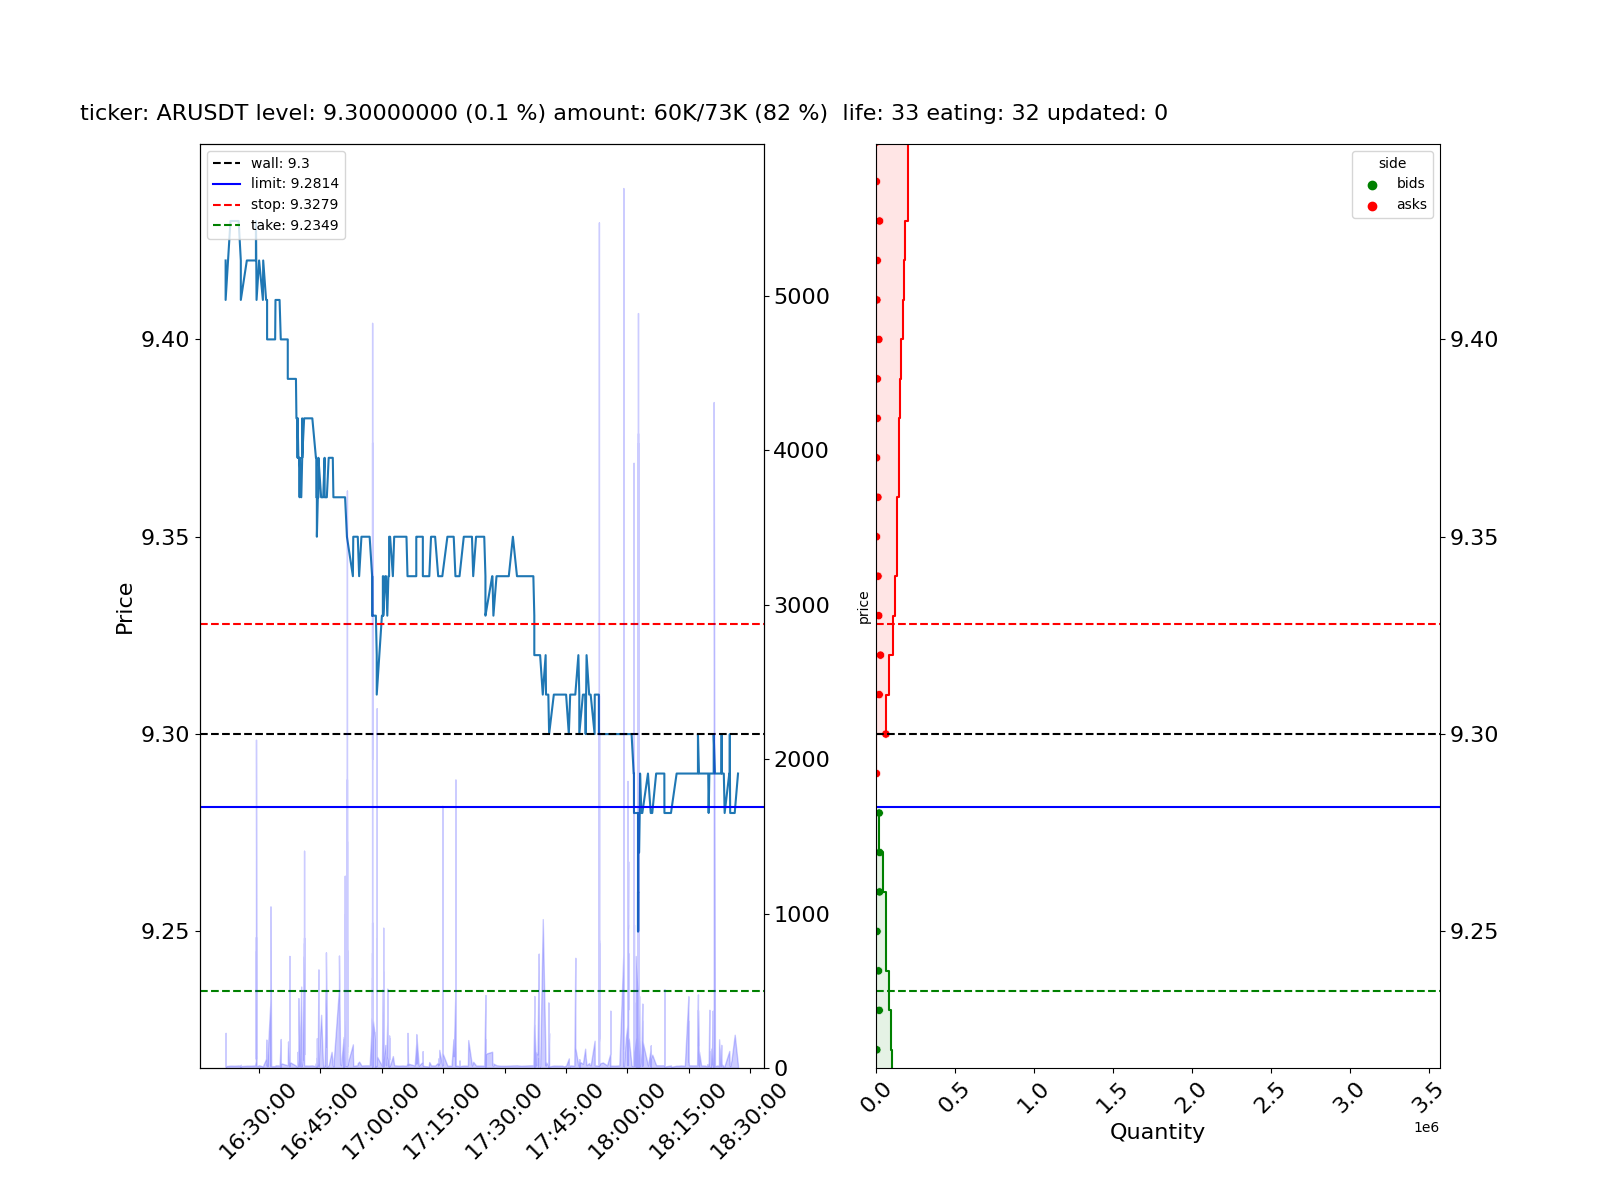 ticker: ARUSDT level: 9.30000000 (0.1 %) amount: 60K/73K (82 %)  life: 33 eating: 32 updated: 0
wall: 9.3
limit: 9.2814
stop: 9.3279
take: 9.2349
Price
9.40
9.35
9.30
9.25
5000
4000
3000
2000
1000
0
16:30:00
16:45:00
17:00:00
17:15:00
17:30:00
17:45:00
18:00:00
18:15:00
18:30:00
side
bids
asks
price
9.40
9.35
9.30
9.25
0.0
0.5
1.0
1.5
2.0
2.5
3.0
3.5
1e6
Quantity